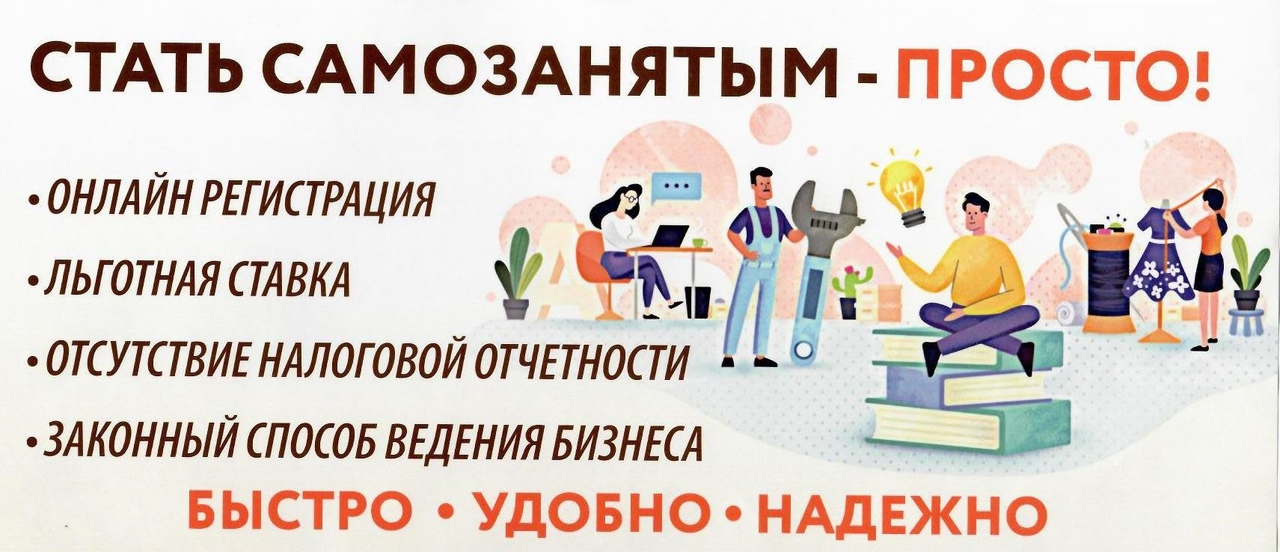 СТАТЬ САМОЗАНЯТЫМ - ПРОСТО!
• ОНЛАЙН РЕГИСТРАЦИЯ
• ЛЬГОТНАЯ СТАВКА
• ОТСУТСТВИЕ НАЛОГОВОЙ ОТЧЕТНОСТИ
• ЗАКОННЫЙ СПОСОБ ВЕДЕНИЯ БИЗНЕСА
БЫСТРО • УДОБНО • НАДЕЖНО